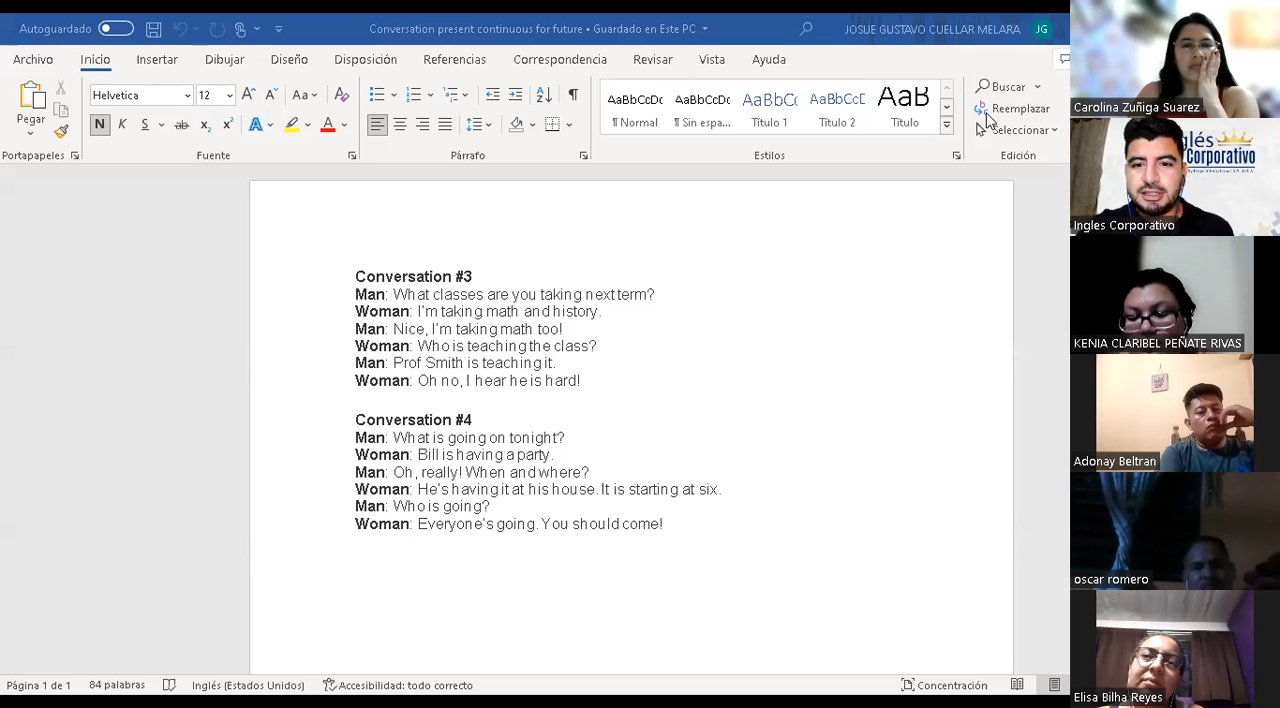 Autoguardado
Conversation present continuous for future • Guardado en Este PC
JOSUE GUSTAVO CUELLAR MELARA JG
Archivo Inicio Insertar Dibujar Diseño Disposición Referencias Correspondencia Revisar Vista Ayuda
Pegar
Helvetica 12
Aa
N K S ab x₂ x² A A
AaBbCcDc AaBbCcDc AaBbCc AaBbCcD AaB
¶ Normal ¶ Sin espa... Título 1 Título 2 Título
Buscar
Reemplazar
Seleccionar
Portapapeles Fuente Párrafo Estilos Edición
Conversation #3
Man: What classes are you taking next term?
Woman: I'm taking math and history.
Man: Nice, I'm taking math too!
Woman: Who is teaching the class?
Man: Prof Smith is teaching it.
Woman: Oh no, I hear he is hard!
Conversation #4
Man: What is going on tonight?
Woman: Bill is having a party.
Man: Oh, really! When and where?
Woman: He's having it at his house. It is starting at six.
Man: Who is going?
Woman: Everyone's going. You should come!
Página 1 de 1 84 palabras Inglés (Estados Unidos) Accesibilidad: todo correcto Concentración
Carolina Zuñiga Suarez
Inglés
Corporativo
Ingles Corporativo
KENIA CLARIBEL PEÑATE RIVAS
Adonay Beltran
oscar romero
Elisa Bilha Reyes